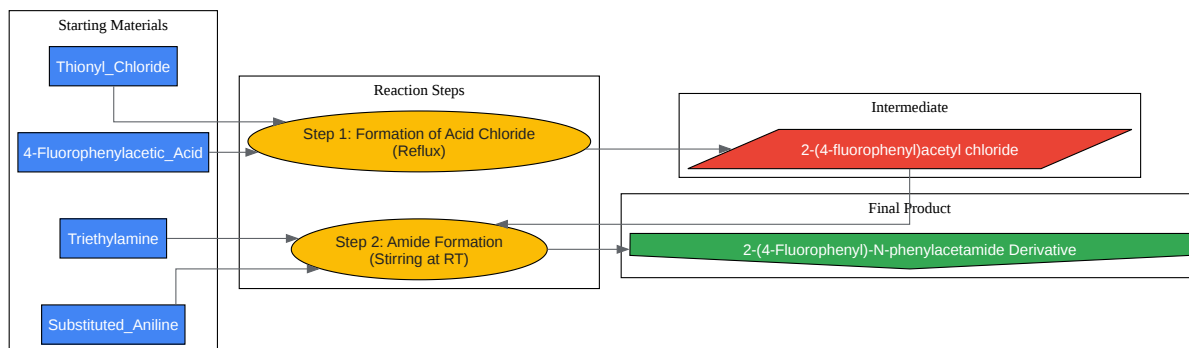 Starting Materials
Thionyl_Chloride
4-Fluorophenylacetic_Acid
Triethylamine
Substituted_Aniline
Reaction Steps
Step 1: Formation of Acid Chloride
(Reflux)
Step 2: Amide Formation
(Stirring at RT)
Intermediate
2-(4-fluorophenyl)acetyl chloride
Final Product
2-(4-Fluorophenyl)-N-phenylacetamide Derivative